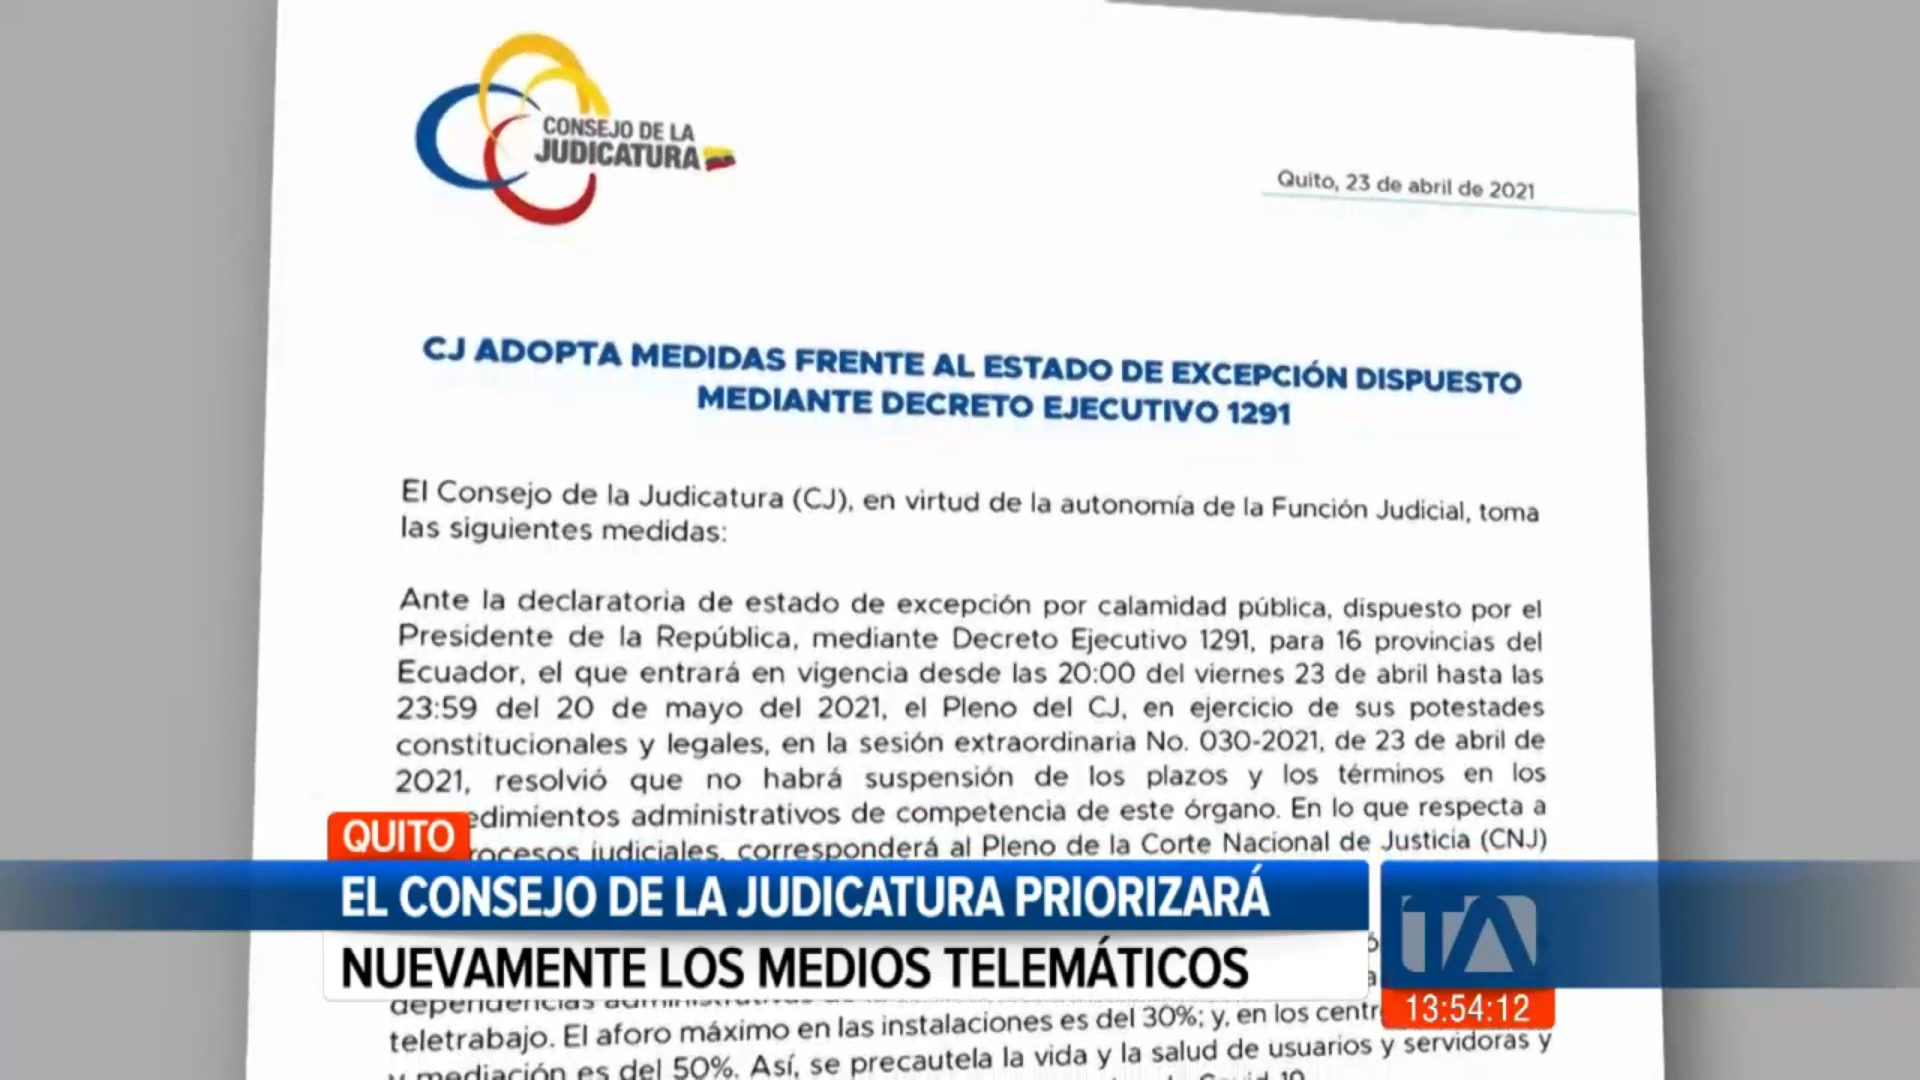 CONSEJO DE LA
JUDICATURA
Quito, 23 de abril de 2021
CJ ADOPTA MEDIDAS FRENTE AL ESTADO DE EXCEPCIÓN DISPUESTO
MEDIANTE DECRETO EJECUTIVO 1291
El Consejo de la Judicatura (CJ), en virtud de la autonomía de la Función Judicial, toma
las siguientes medidas:
Ante la declaratoria de estado de excepción por calamidad pública, dispuesto por el
Presidente de la República, mediante Decreto Ejecutivo 1291, para 16 provincias del
Ecuador, el que entrará en vigencia desde las 20:00 del viernes 23 de abril hasta las
23:59 del 20 de mayo del 2021, el Pleno del CJ, en ejercicio de sus potestades
constitucionales y legales, en la sesión extraordinaria No. 030-2021, de 23 de abril de
2021, resolvió que no habrá suspensión de los plazos y los términos en los
edimientos administrativos de competencia de este órgano. En lo que respecta a
rocesos judiciales, corresponderá al Pleno de la Corte Nacional de Justicia (CNJ)
QUITO
EL CONSEJO DE LA JUDICATURA PRIORIZARÁ
NUEVAMENTE LOS MEDIOS TELEMÁTICOS
TA
13:54:12
dependencias
teletrabajo. El aforo máximo en las instalaciones es del 30%; y, en los centr
y mediación es del 50%. Así, se precautela la vida y la salud de usuarios y servidoras y